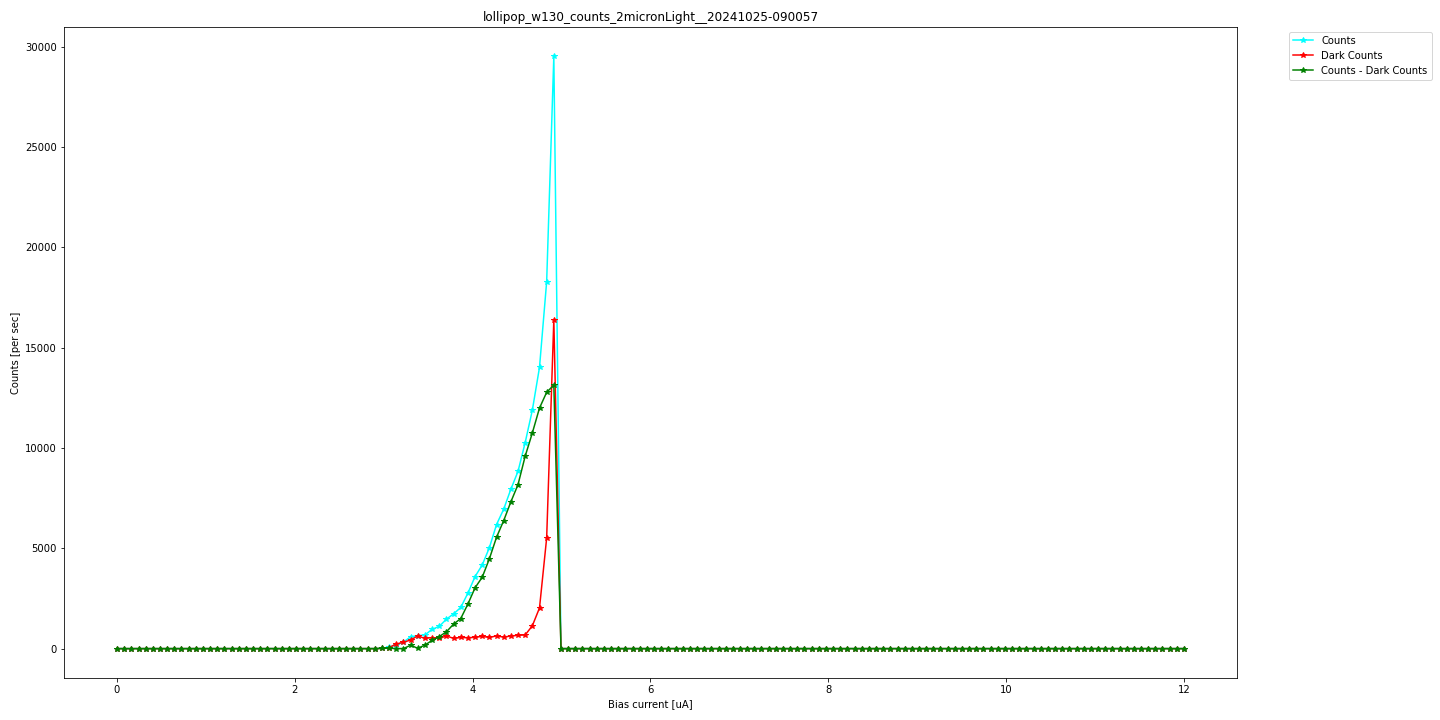 lollipop_w130_counts_2micronLight__20241025-090057
Counts
Dark Counts
Counts - Dark Counts
30000
25000
20000
15000
10000
5000
0
Counts [per sec]
0 2 4 6 8 10 12
Bias current [uA]